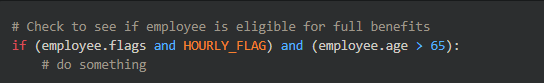 # Check to see if employee is eligible for full benefits
if (employee.flags and HOURLY_FLAG) and (employee.age > 65):
    # do something